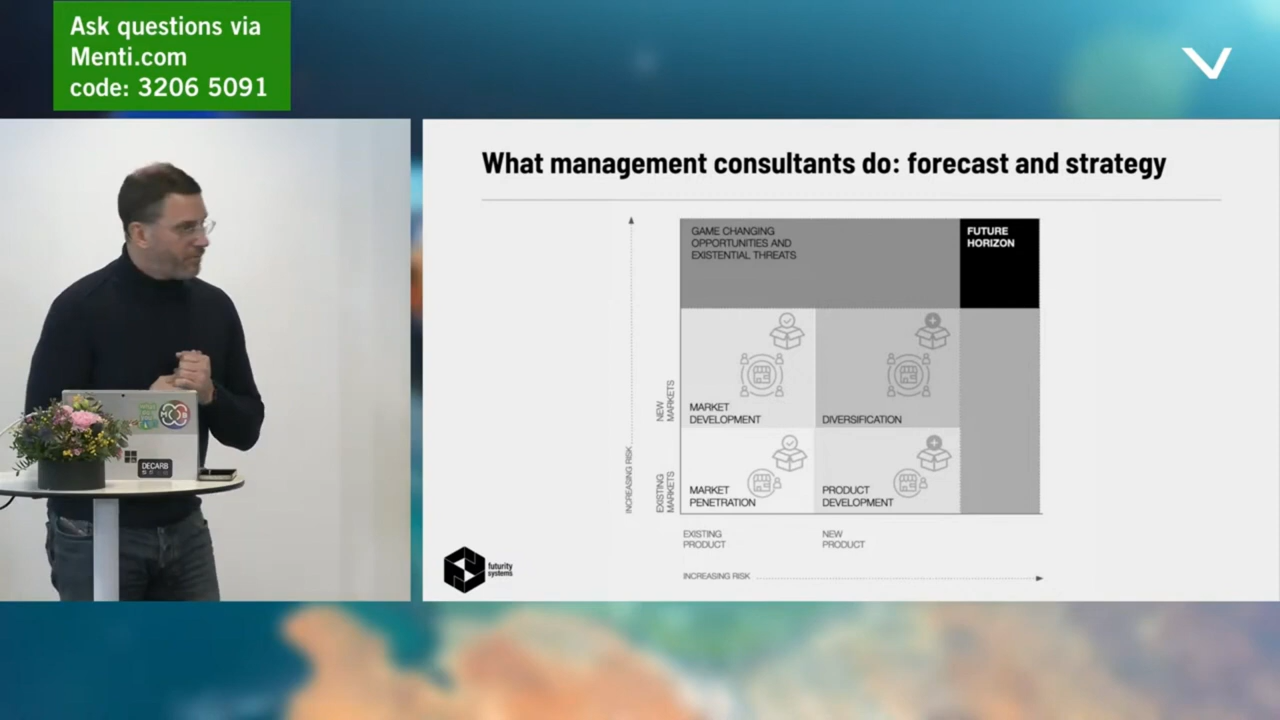 Ask questions via
Menti.com
code: 3206 5091
What management consultants do: forecast and strategy
GAME CHANGING
OPPORTUNITIES AND
EXISTENTIAL THREATS
FUTURE
HORIZON
NEW
MARKETS
MARKET
DEVELOPMENT
DIVERSIFICATION
INCREASING RISK
EXISTING
MARKETS
MARKET
PENETRATION
PRODUCT
DEVELOPMENT
EXISTING
PRODUCT
NEW
PRODUCT
INCREASING RISK
futurity
systems
DECARB